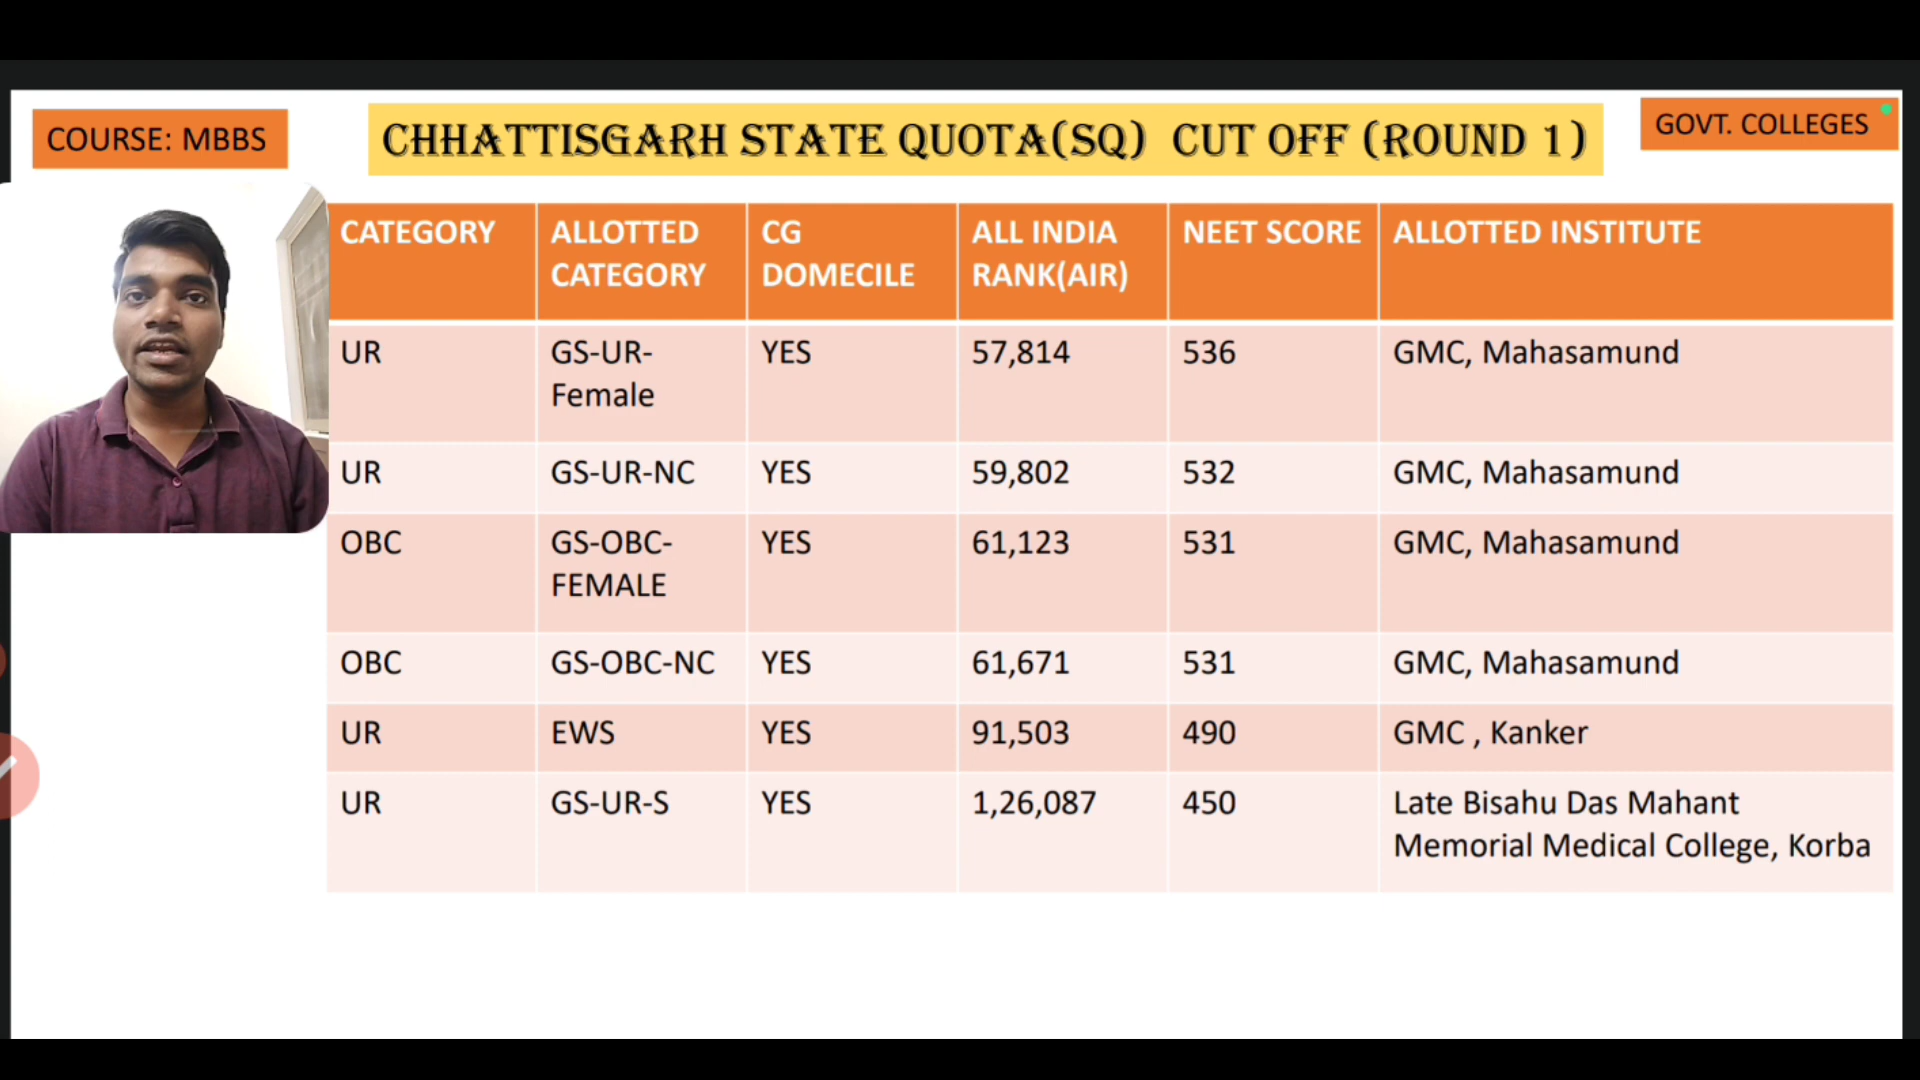 COURSE: MBBS
CHHATTISGARH STATE QUOTA(SQ) CUT OFF (ROUND 1)
GOVT. COLLEGES
CATEGORY
ALLOTTED
CATEGORY
CG
DOMECILE
ALL INDIA
RANK(AIR)
NEET SCORE
ALLOTTED INSTITUTE
UR
GS-UR-
Female
YES
57,814
536
GMC, Mahasamund
UR
GS-UR-NC
YES
59,802
532
GMC, Mahasamund
OBC
GS-OBC-
FEMALE
YES
61,123
531
GMC, Mahasamund
OBC
GS-OBC-NC
YES
61,671
531
GMC, Mahasamund
UR
EWS
YES
91,503
490
GMC , Kanker
UR
GS-UR-S
YES
1,26,087
450
Late Bisahu Das Mahant
Memorial Medical College, Korba